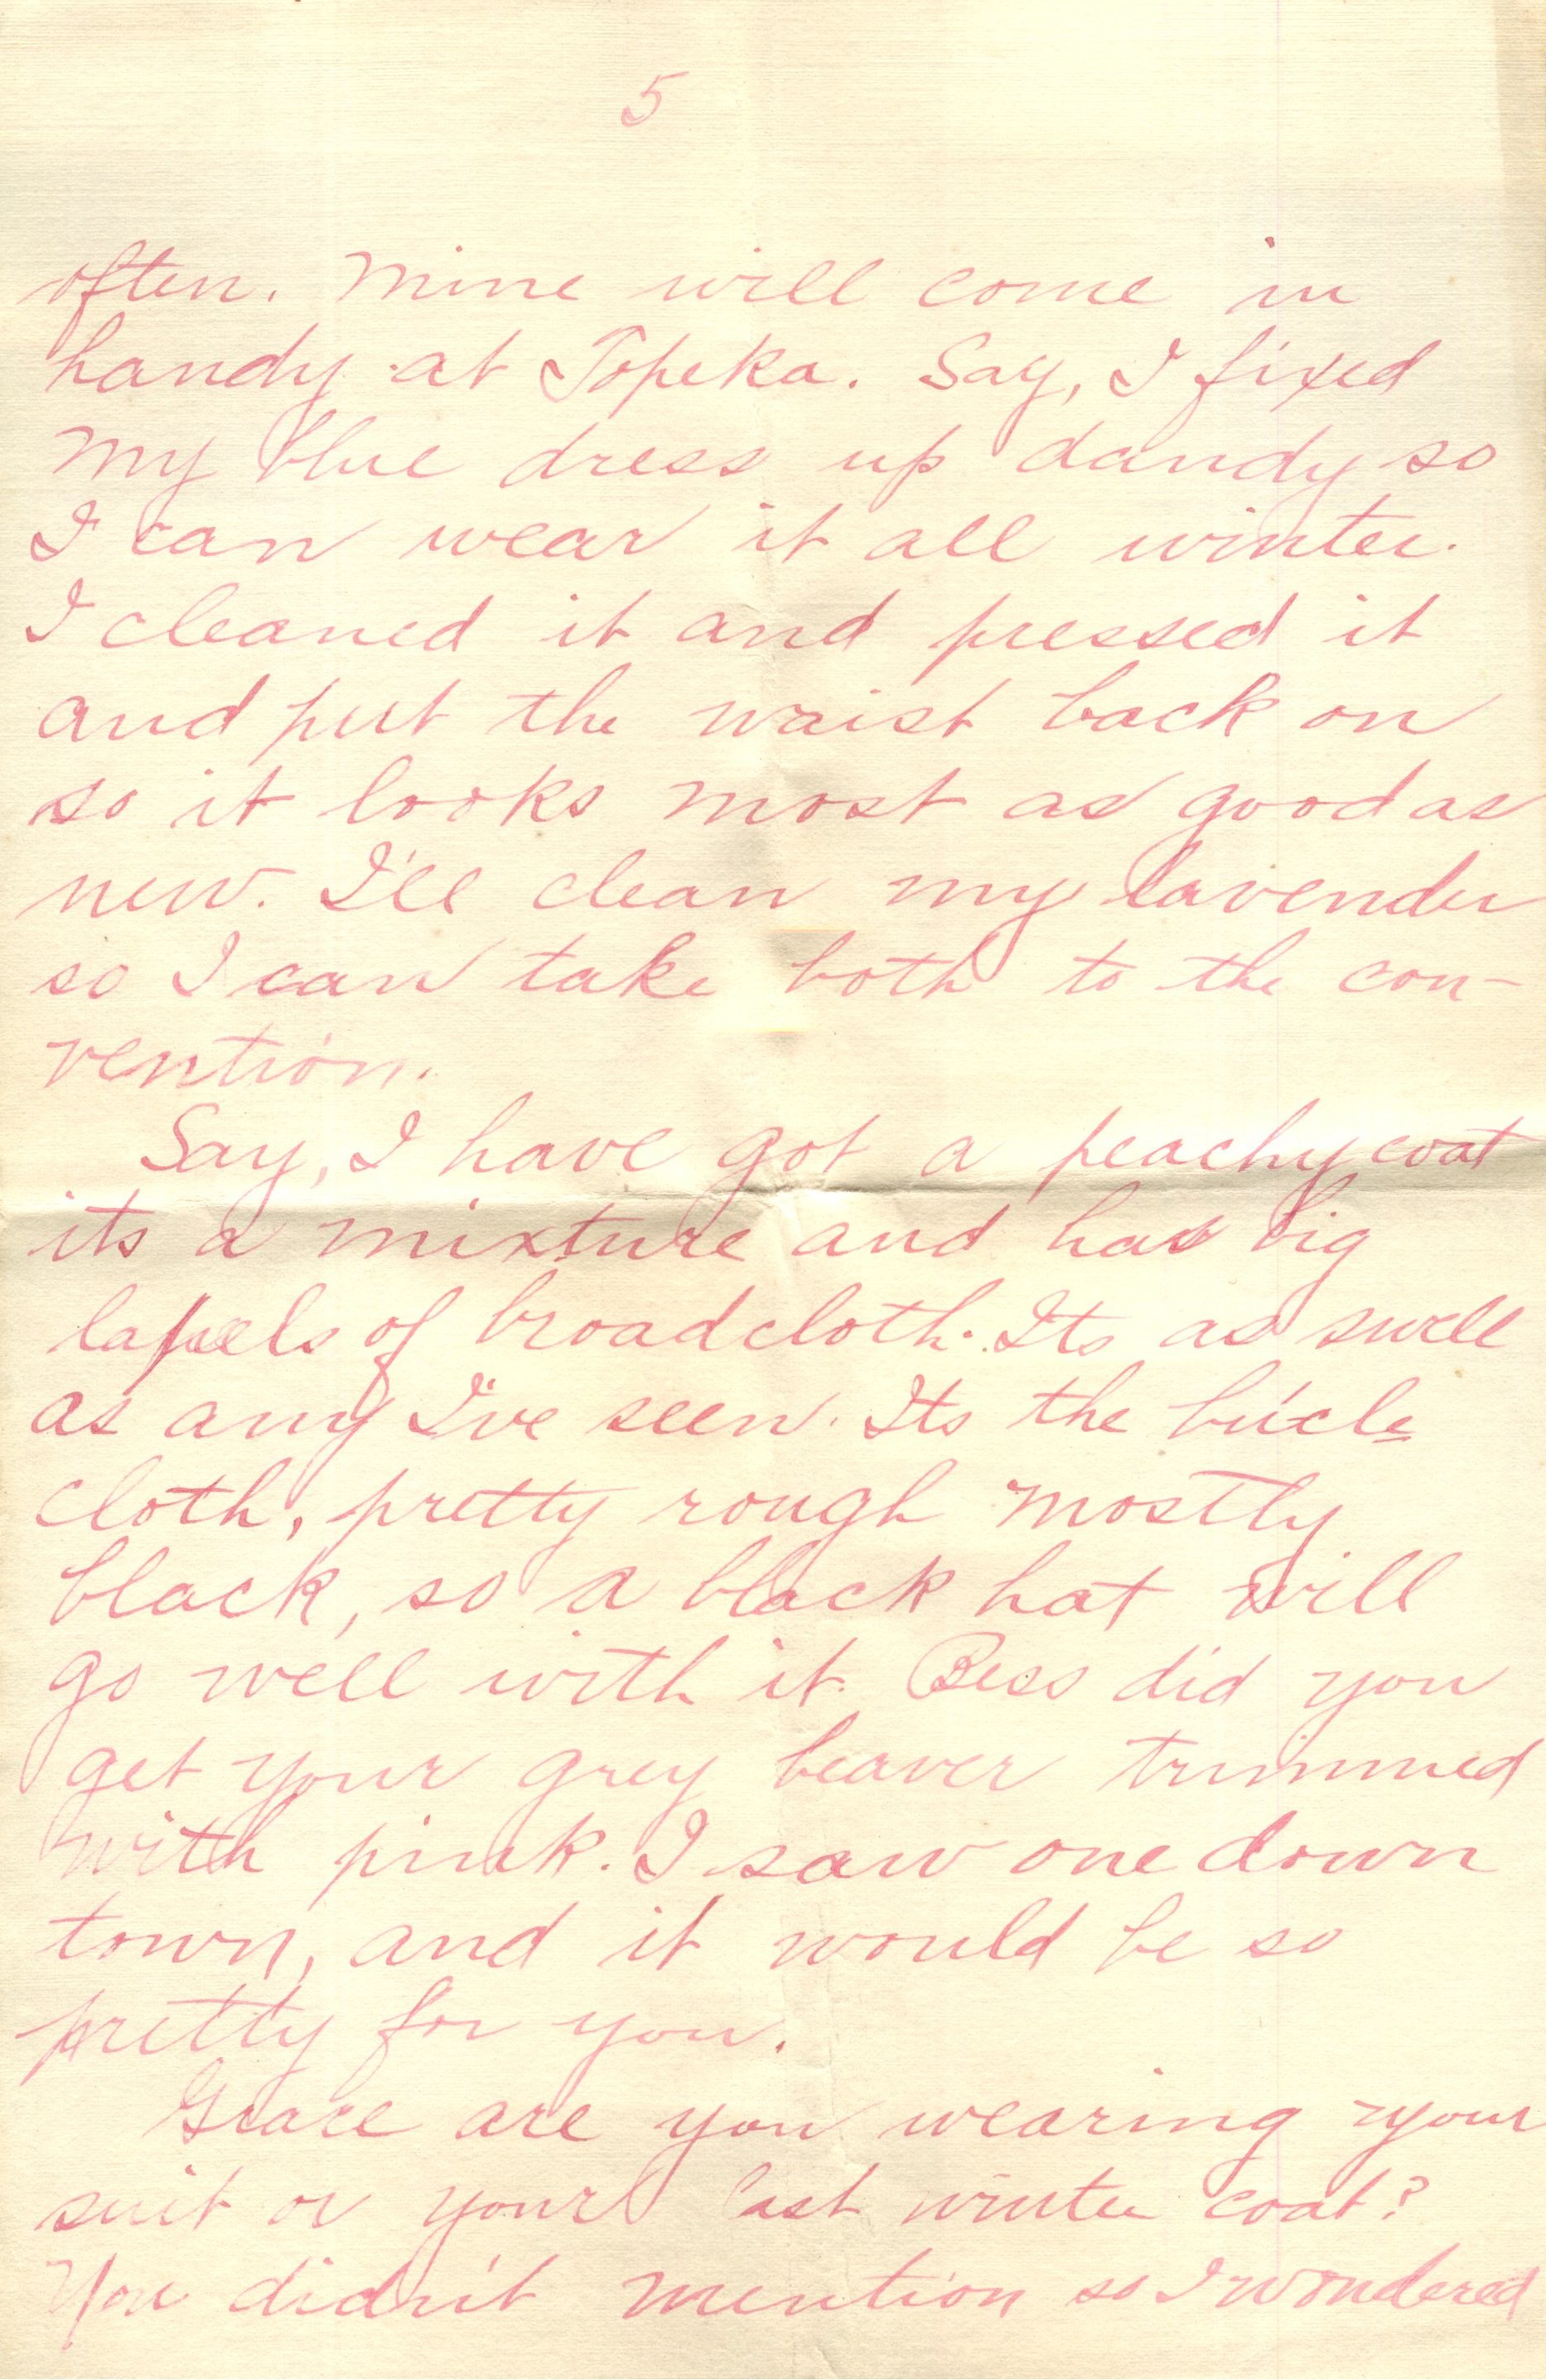 5
often. Mine will come in
handy at Topeka. Say, I fixed
my blue dress up dandy so
I can wear it all winter.
I cleaned it and pressed it
and put the waist back on
so it looks most as good as
new. I'll clean my lavender
so I can take both to the con-
vention.
Say, I have got a peachy coat
its a mixture and has big
lapels of broadcloth. Its as swell
as any I've seen. Its the bucle
cloth, pretty rough mostly
black, so a black hat will
go well with it. Bess did you
get your grey beaver trimmed
with pink. I saw one down
town, and it would be so
pretty for you.
Grace are you wearing your
suit or your last winter coat?
You didn't mention so I wondered